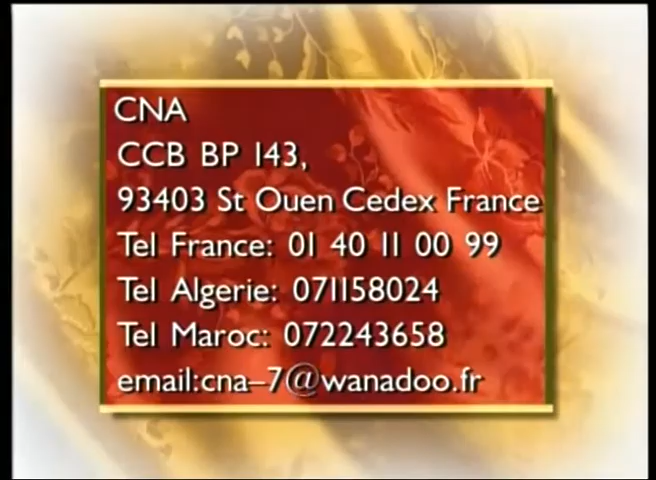 CNA
CCB BP 143,
93403 St Ouen Cedex France
Tel France: 01 40 11 00 99
Tel Algerie: 071158024
Tel Maroc: 072243658
email:cna–7@wanadoo.fr